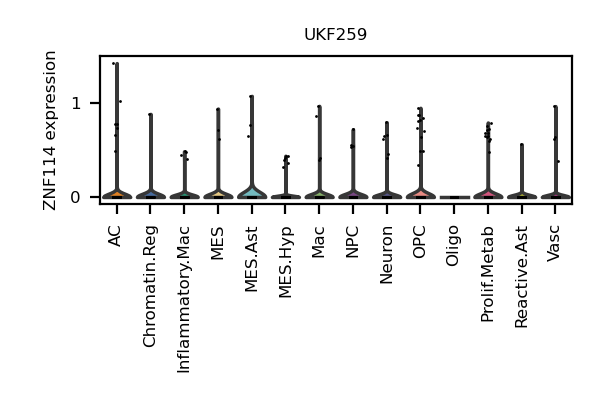 UKF259
ZNF114 expression
1
0
AC
Chromatin.Reg
Inflammatory.Mac
MES
MES.Ast
MES.Hyp
Mac
NPC
Neuron
OPC
Oligo
Prolif.Metab
Reactive.Ast
Vasc